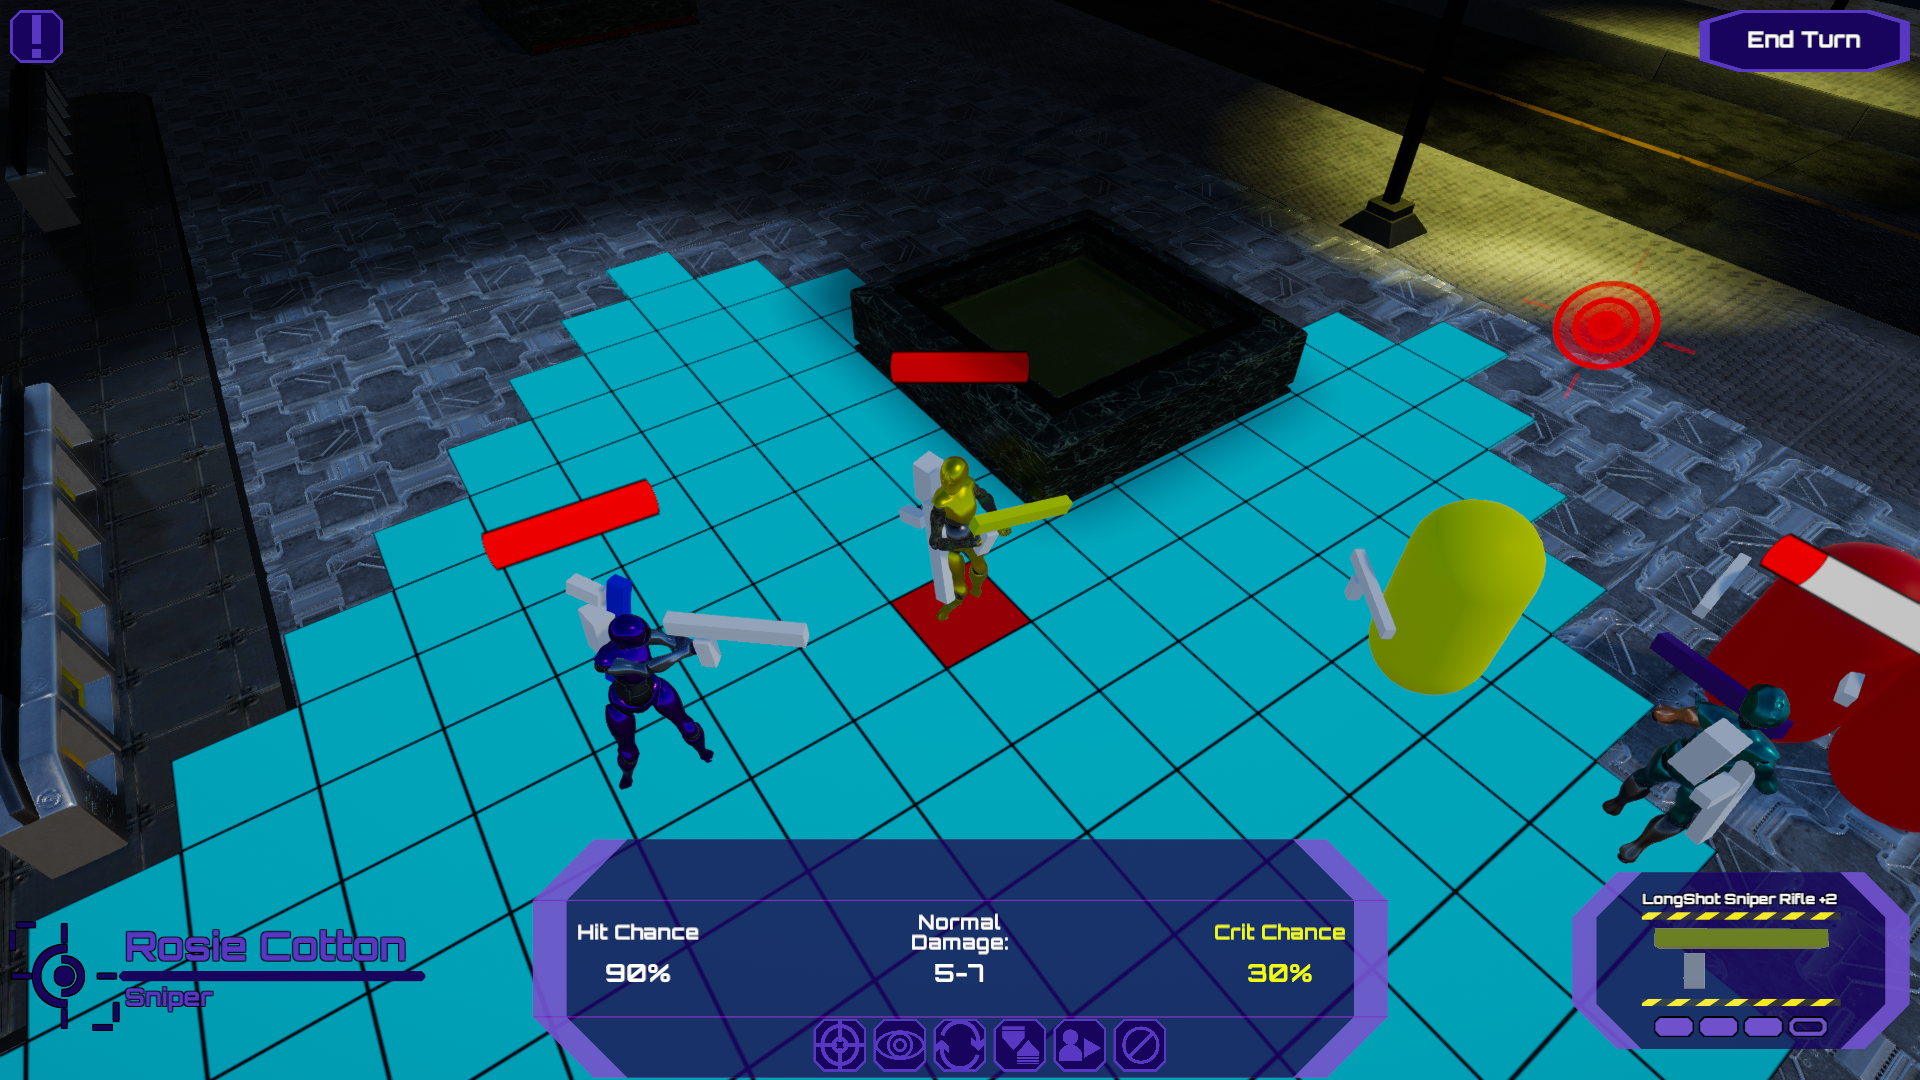 End Turn
LongShot Sniper Rifle +2
Rosie Cotton
Sniper
Hit Chance
90%
Normal
Damage:
5-7
Crit Chance
30%